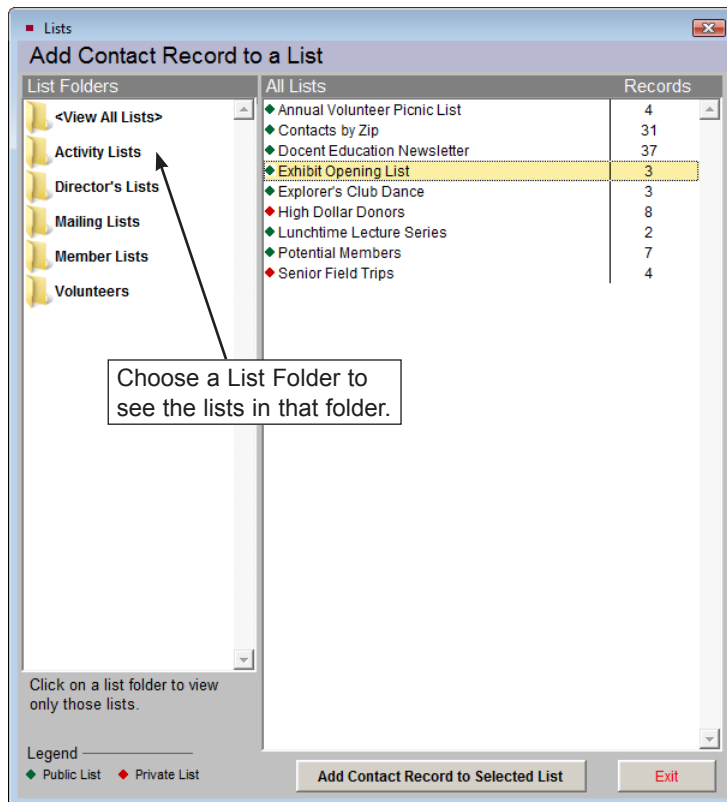 Lists
Add Contact Record to a List
List Folders
<View All Lists>
Activity Lists
Director's Lists
Mailing Lists
Member Lists
Volunteers
All Lists Records
Annual Volunteer Picnic List 4
Contacts by Zip 31
Docent Education Newsletter 37
Exhibit Opening List 3
Explorer's Club Dance 3
High Dollar Donors 8
Lunchtime Lecture Series 2
Potential Members 7
Senior Field Trips 4
Choose a List Folder to
see the lists in that folder.
Click on a list folder to view
only those lists.
Legend
Public List Private List
Add Contact Record to Selected List
Exit